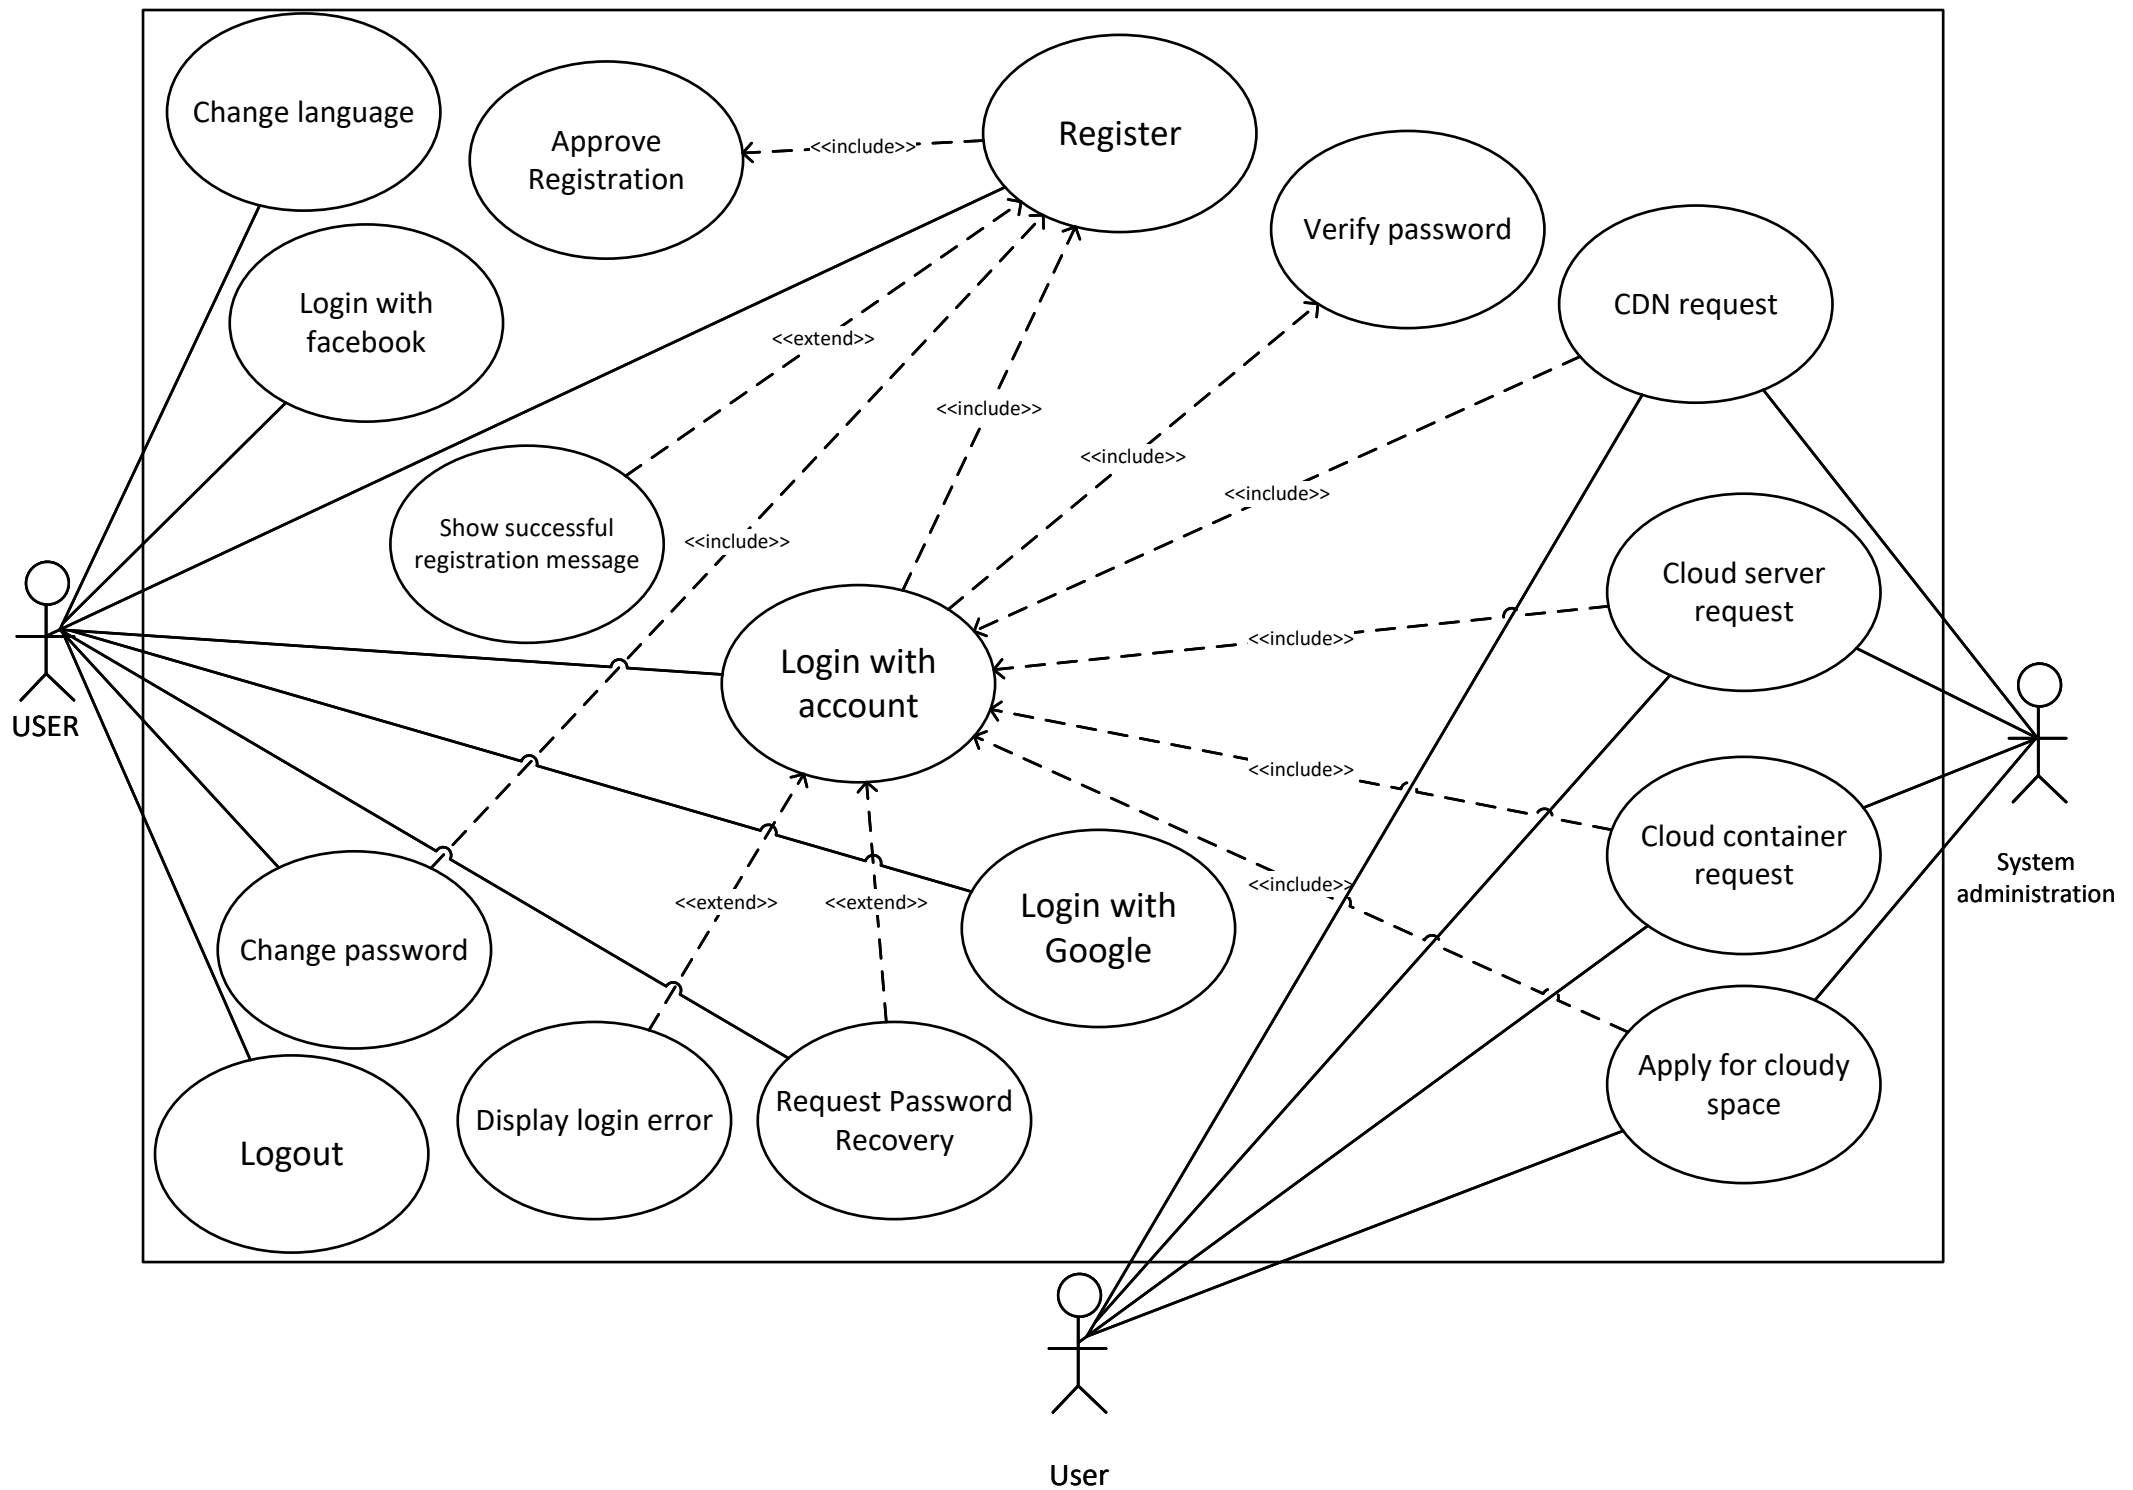 Change language
Approve
Registration
<<include>>
Register
Verify password
CDN request
Login with
facebook
<<extend>>
<<include>>
<<include>>
<<include>>
Show successful
registration message
<<include>>
Cloud server
request
<<include>>
USER
Login with
account
<<include>>
Cloud container
request
System
administration
<<include>>
<<extend>>
<<extend>>
Login with
Google
Change password
Apply for cloudy
space
Display login error
Request Password
Recovery
Logout
User